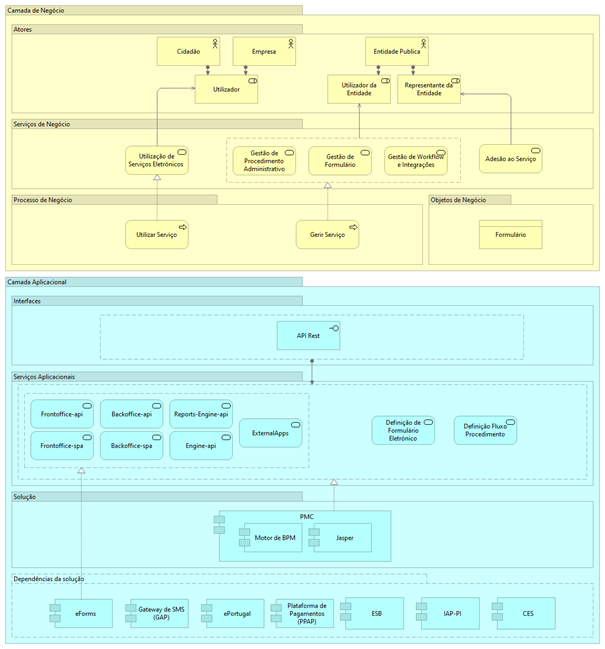 Camada de Negócio
Atores
Cidadão
Empresa
Entidade Publica
Utilizador
Utilizador da
Entidade
Representante da
Entidade
Serviços de Negócio
Utilização de
Serviços Eletrónicos
Gestão de
Procedimento
Administrativo
Gestão de
Formulário
Gestão de Workflow
e Integrações
Adesão ao Serviço
Processo de Negócio
Utilizar Serviço
Gerir Serviço
Objetos de Negócio
Formulário
Camada Aplicacional
Interfaces
API Rest
Serviços Aplicacionais
Frontoffice-api
Backoffice-api
Reports-Engine-api
Frontoffice-spa
Backoffice-spa
Engine-api
ExternalApps
Definição de
Formulário
Eletrónico
Definição Fluxo
Procedimento
Solução
PMC
Motor de BPM
Jasper
Dependências da solução
eForms
Gateway de SMS
(GAP)
ePortugal
Plataforma de
Pagamentos
(PPAP)
ESB
IAP-PI
CES